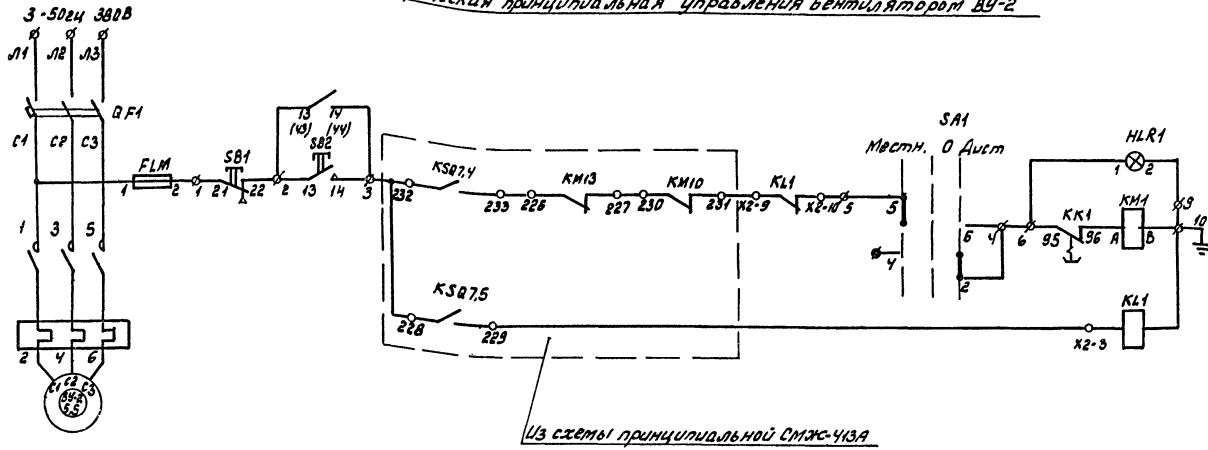 принципиальная управления вентилятором ВУ-2
3 ~50гц 380В
Л1 Л2 Л3
QF1
С1 С2 С3
FLM
1 2 1
SB1
21 22 2
13 14
(43) (44)
SB2
13 14 3
232 KSQ7,4 233 226 КМ13 227 230 КМ10 231 Х2-9 KL1 Х2-10 5
SA1
Местн. 0 Дист
5
4
Б 4 6
2
HLR1
1 2
9
КК1
95 96
КМ1
А В
10
1 3 5
KSQ7,5
228 229
Х2-3
KL1
2 4 6
С1 С2 С3
ВУ-2
5,5
Из схемы принципиальной СМЖ-413А